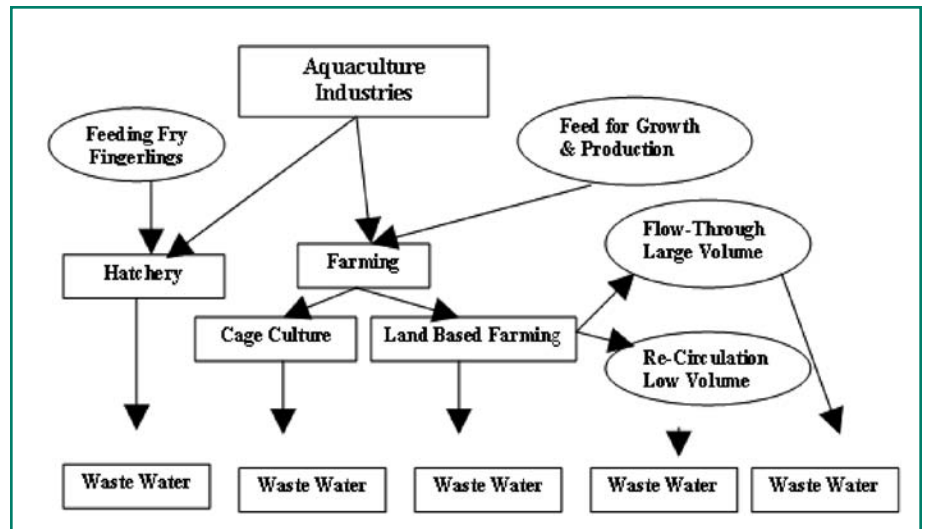 Aquaculture
Industries
Feeding Fry
Fingerlings
Feed for Growth
& Production
Hatchery
Farming
Flow-Through
Large Volume
Cage Culture
Land Based Farming
Re-Circulation
Low Volume
Waste Water
Waste Water
Waste Water
Waste Water
Waste Water